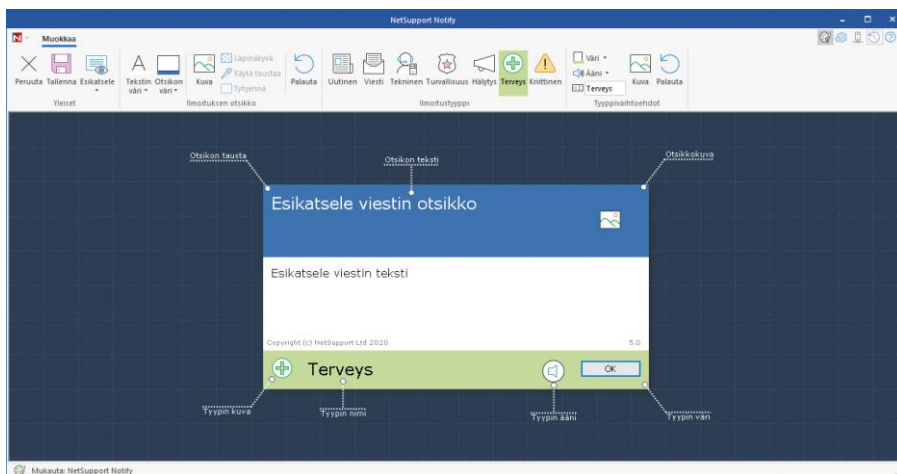 NetSupport Notify
Muokkaa
Peruuta Tallenna Esikatsele
Yleiset
Tekstin väri Otsikon väri Kuva Läpinäkyvä Käytä taustaa Tyhjennä Palauta
Ilmoituksen otsikko
Uutinen Viesti Tekninen Turvallisuus Hälytys Terveys Kriittinen
Ilmoitustyyppi
Väri Ääni Terveys Kuva Palauta
Tyyppivaihtoehdot
Otsikon tausta
Otsikon teksti
Otsikkokuva
Esikatsele viestin otsikko
Esikatsele viestin teksti
Copyright (c) NetSupport Ltd 2020
5.0
Terveys
OK
Tyypin kuva
Tyypin nimi
Tyypin ääni
Tyypin väri
Mukauta: NetSupport Notify